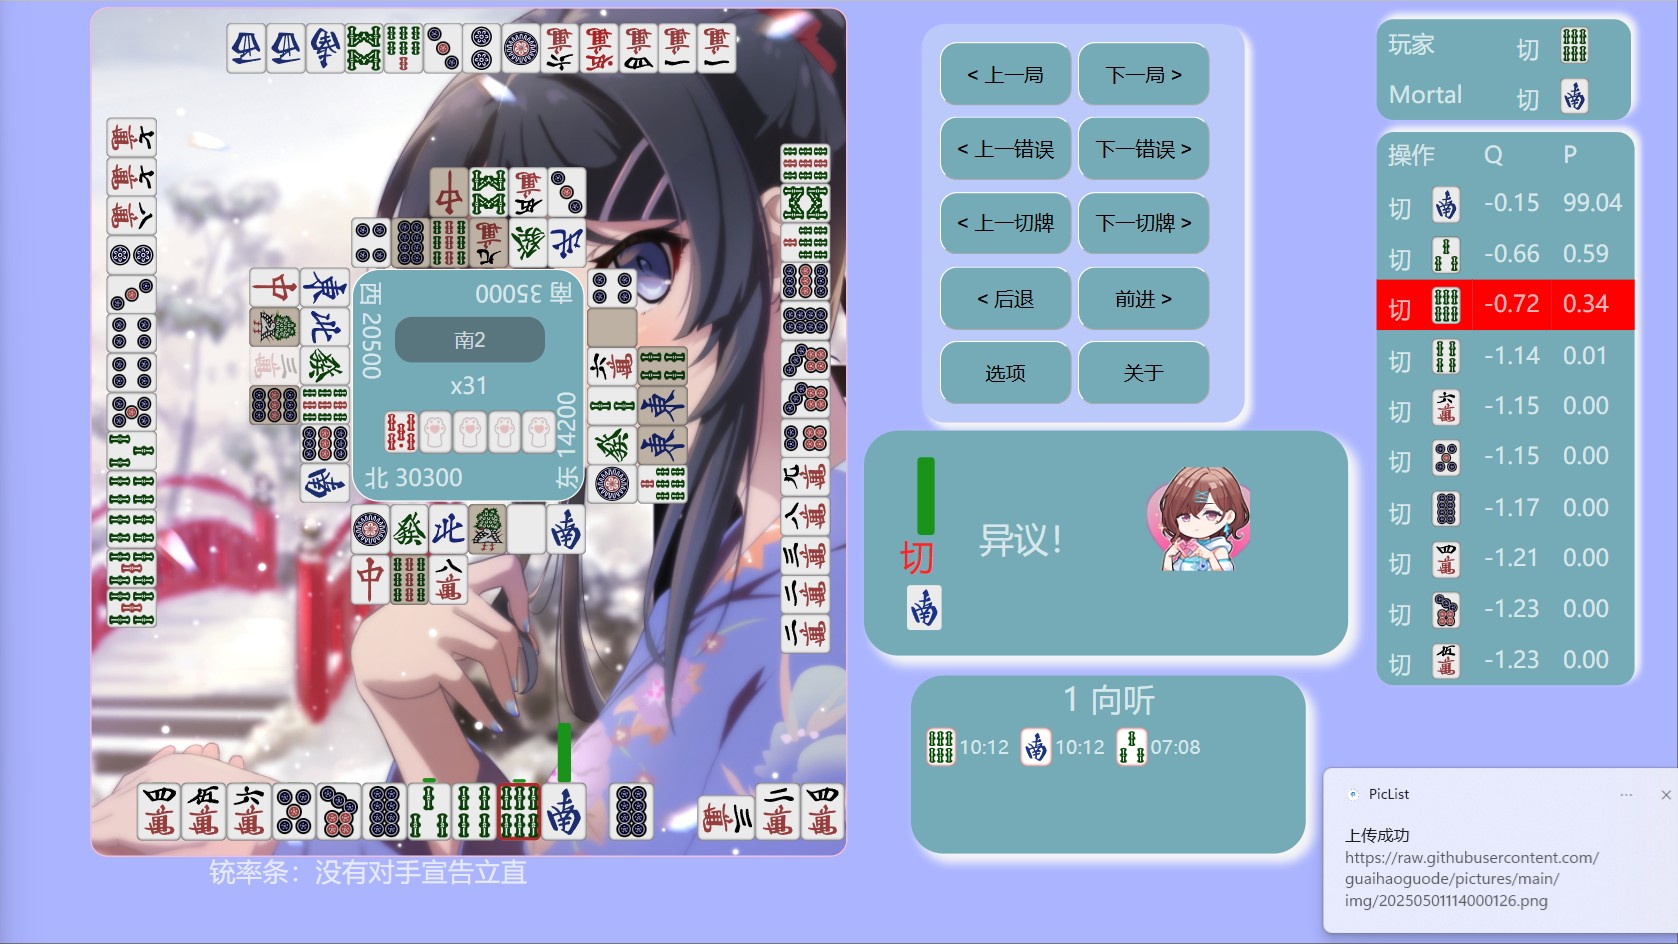 南 35000
西 20500
南2
x31
东 14200
北 30300
铳率条：没有对手宣告立直
< 上一局
下一局 >
< 上一错误
下一错误 >
< 上一切牌
下一切牌 >
< 后退
前进 >
选项
关于
切
异议！
1 向听
10:12
10:12
07:08
玩家 切
Mortal 切
操作 Q P
切 -0.15 99.04
切 -0.66 0.59
切 -0.72 0.34
切 -1.14 0.01
切 -1.15 0.00
切 -1.15 0.00
切 -1.17 0.00
切 -1.21 0.00
切 -1.23 0.00
切 -1.23 0.00
PicList
上传成功
https://raw.githubusercontent.com/
guaihaoguode/pictures/main/
img/20250501114000126.png